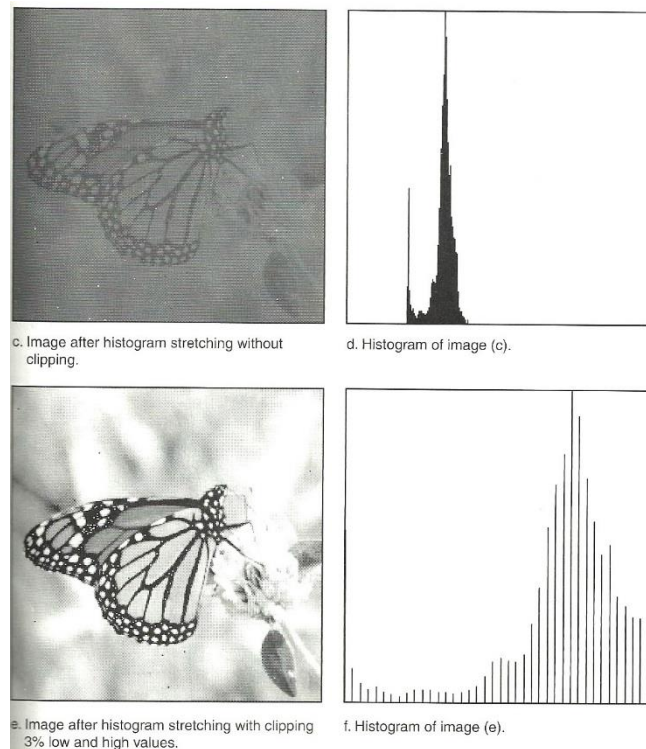 c. Image after histogram stretching without
clipping.
d. Histogram of image (c).
e. Image after histogram stretching with clipping
3% low and high values.
f. Histogram of image (e).